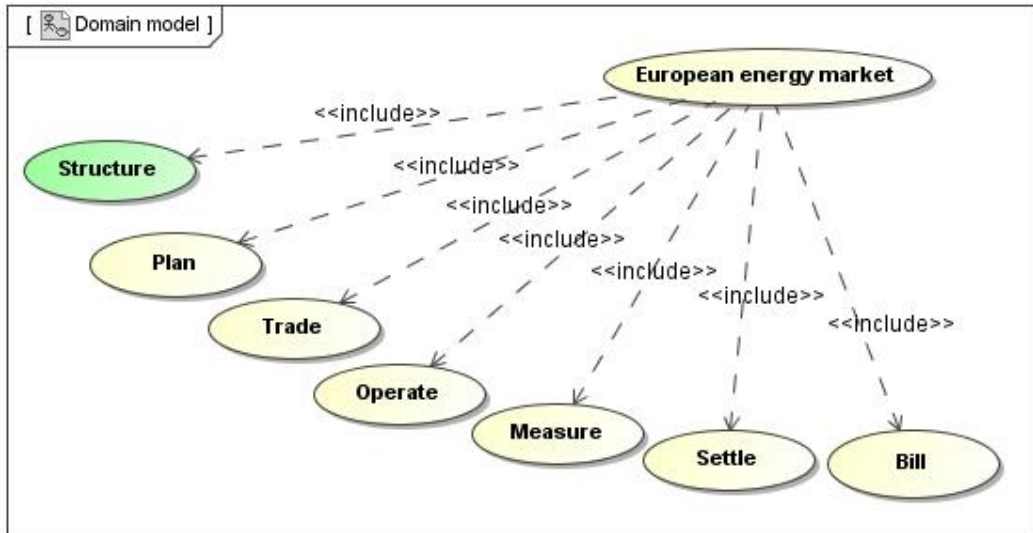 [ Domain model ]
European energy market
<<include>>
Structure
<<include>>
Plan
<<include>>
Trade
<<include>>
Operate
<<include>>
Measure
<<include>>
Settle
<<include>>
Bill